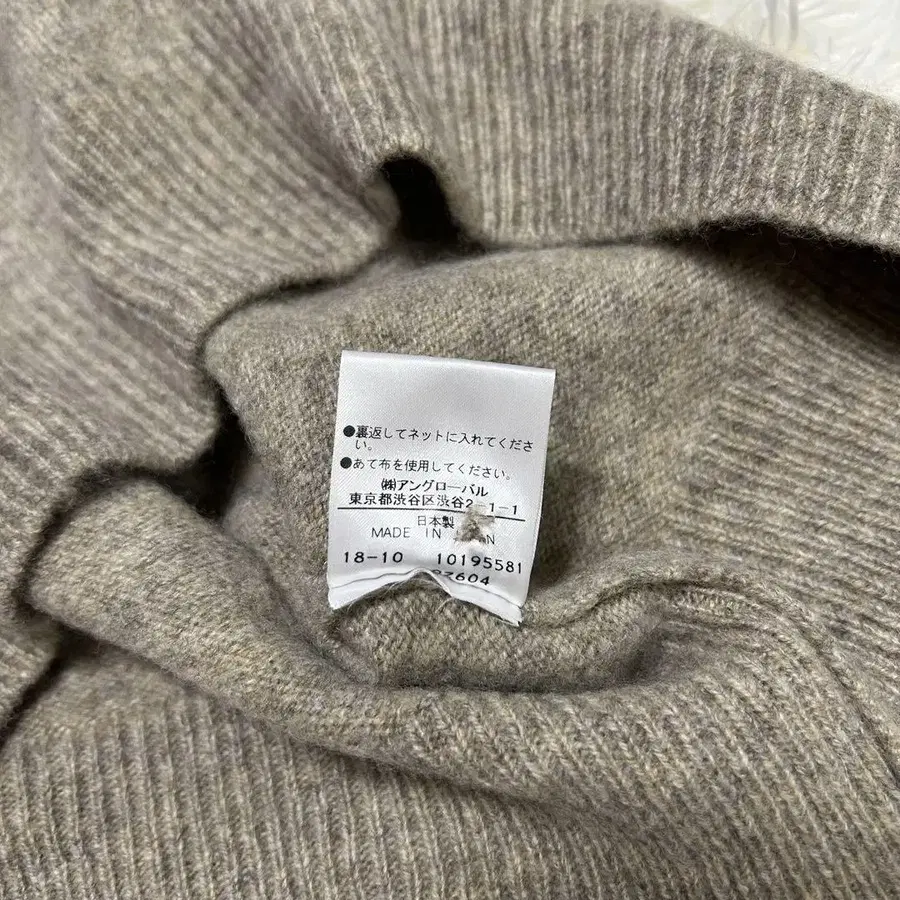 ●裏返してネットに入れてくださ
い。
●あて布を使用してください。
㈱アングローバル
東京都渋谷区渋谷2-1-1
日本製
MADE IN
18-10 10195581